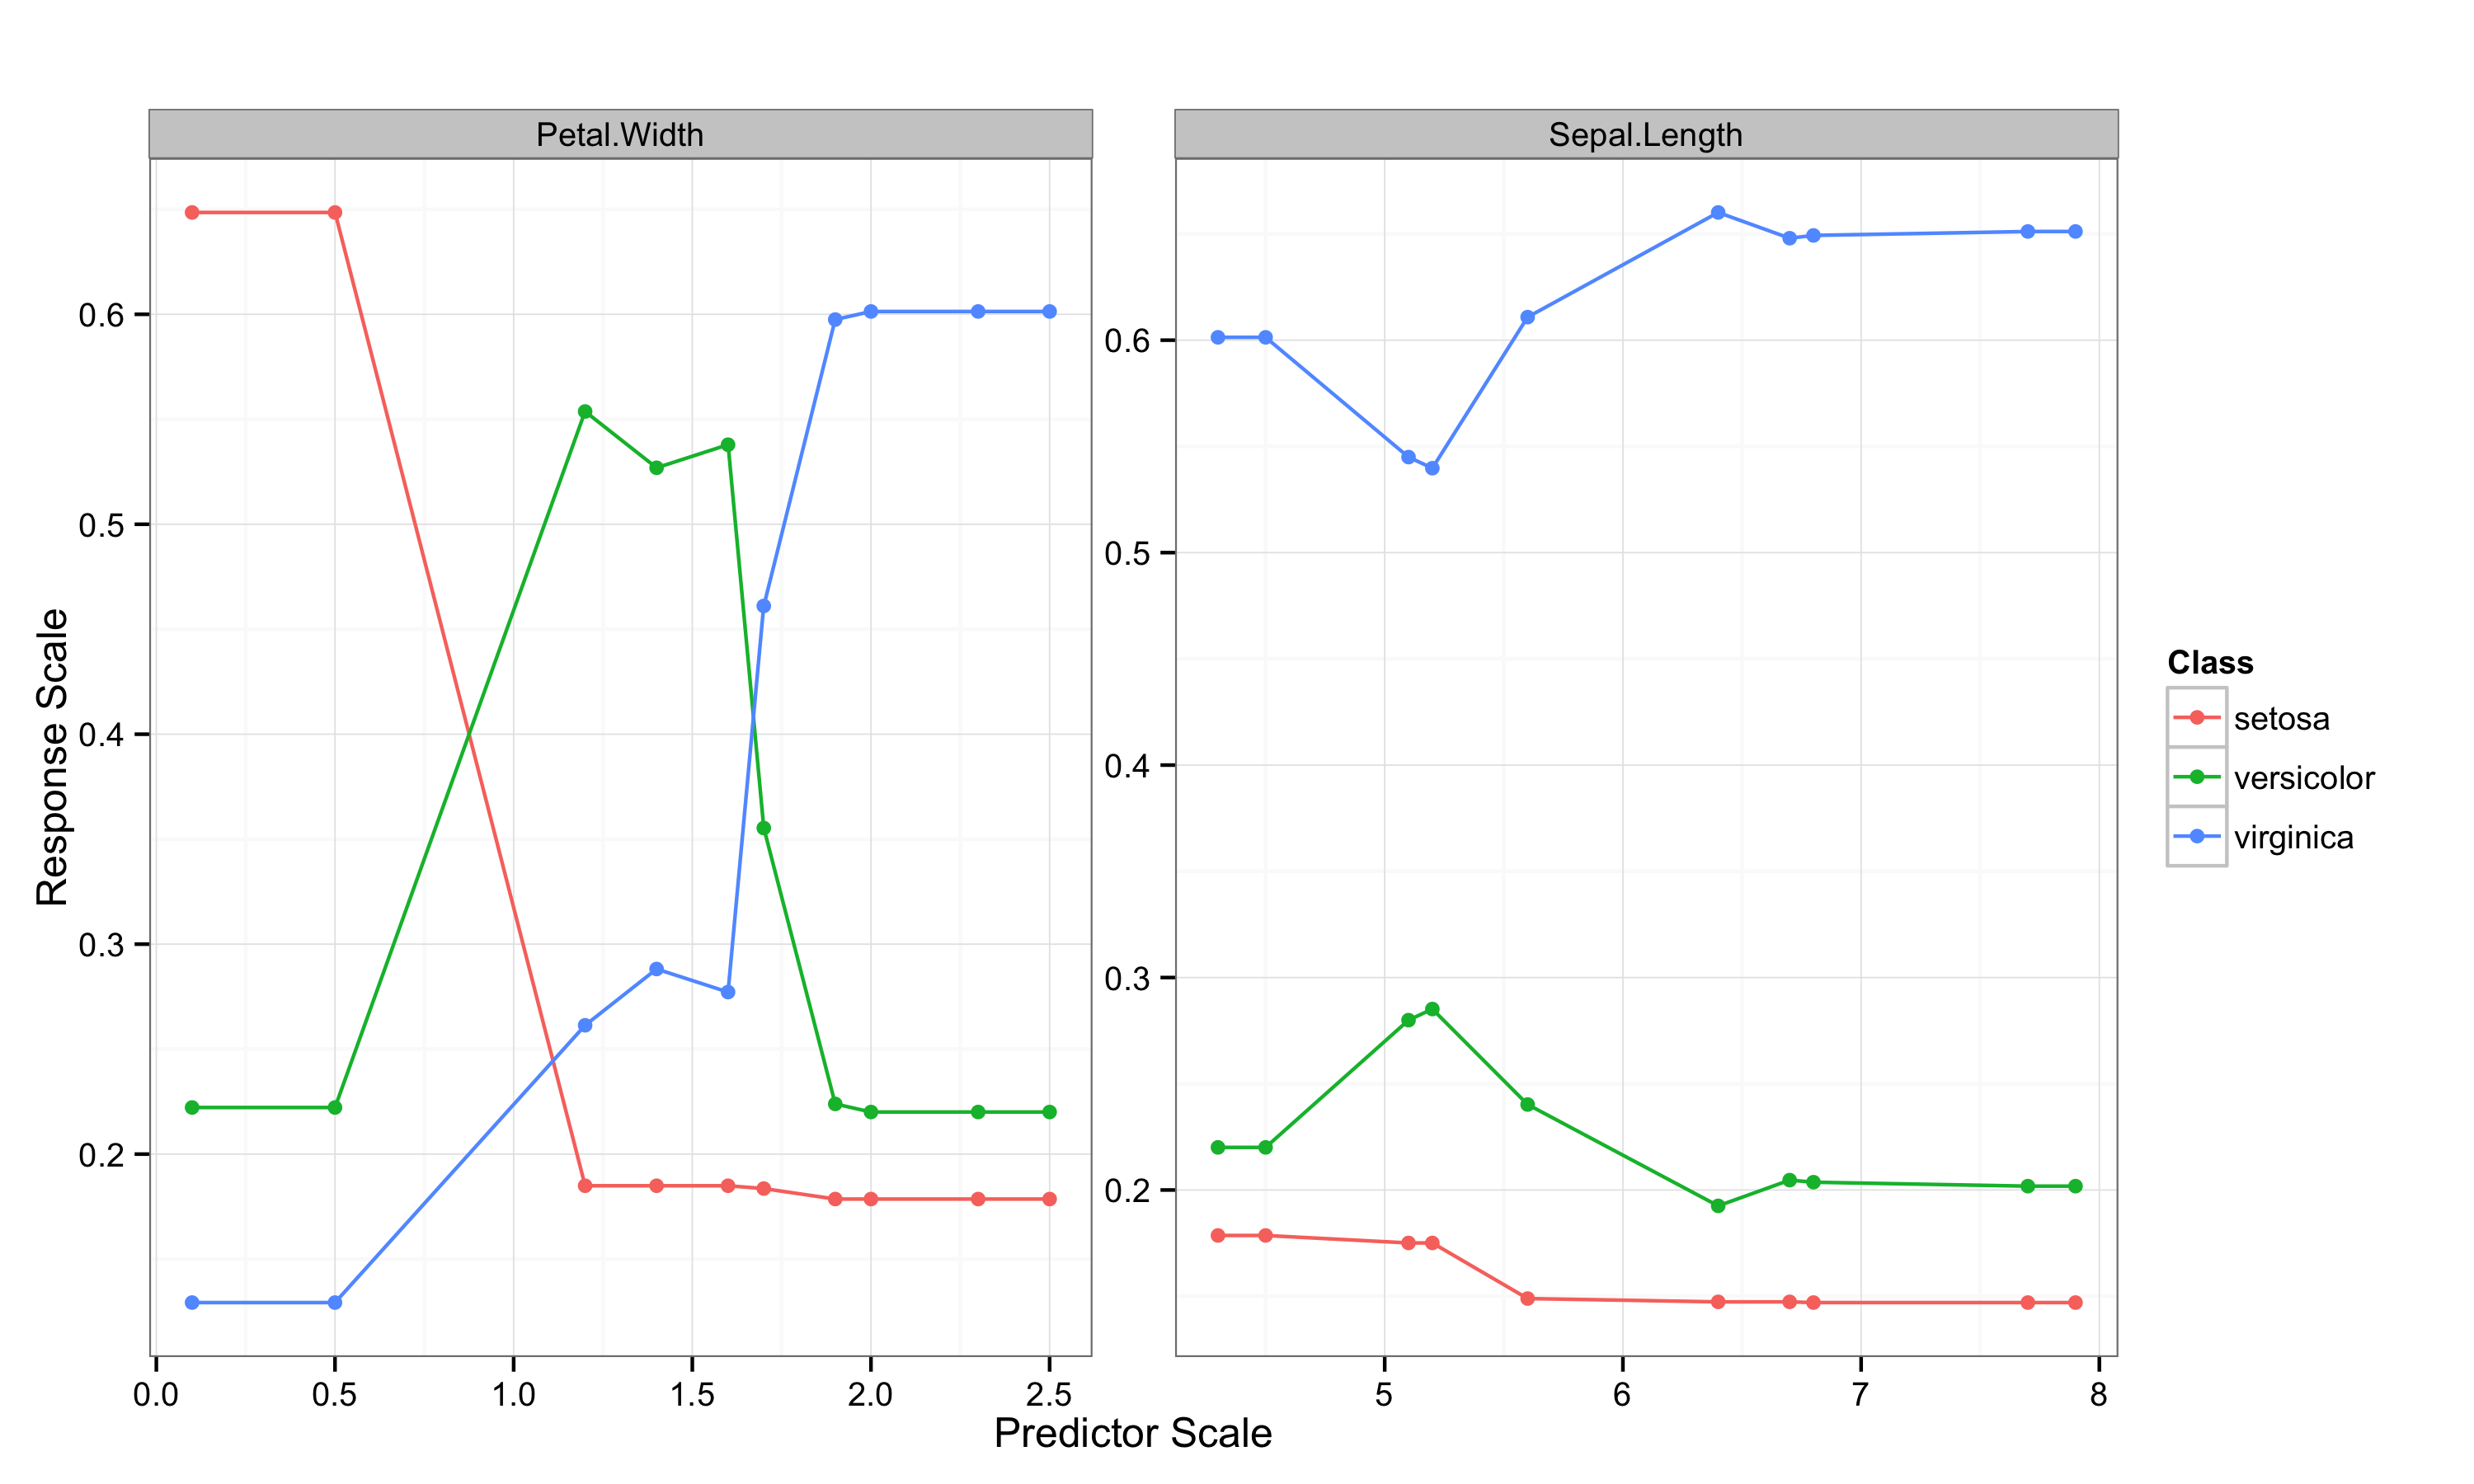 Petal.Width
Sepal.Length
Response Scale
0.6
0.5
0.4
0.3
0.2
0.6
0.5
0.4
0.3
0.2
0.0 0.5 1.0 1.5 2.0 2.5
5 6 7 8
Predictor Scale
Class
setosa
versicolor
virginica